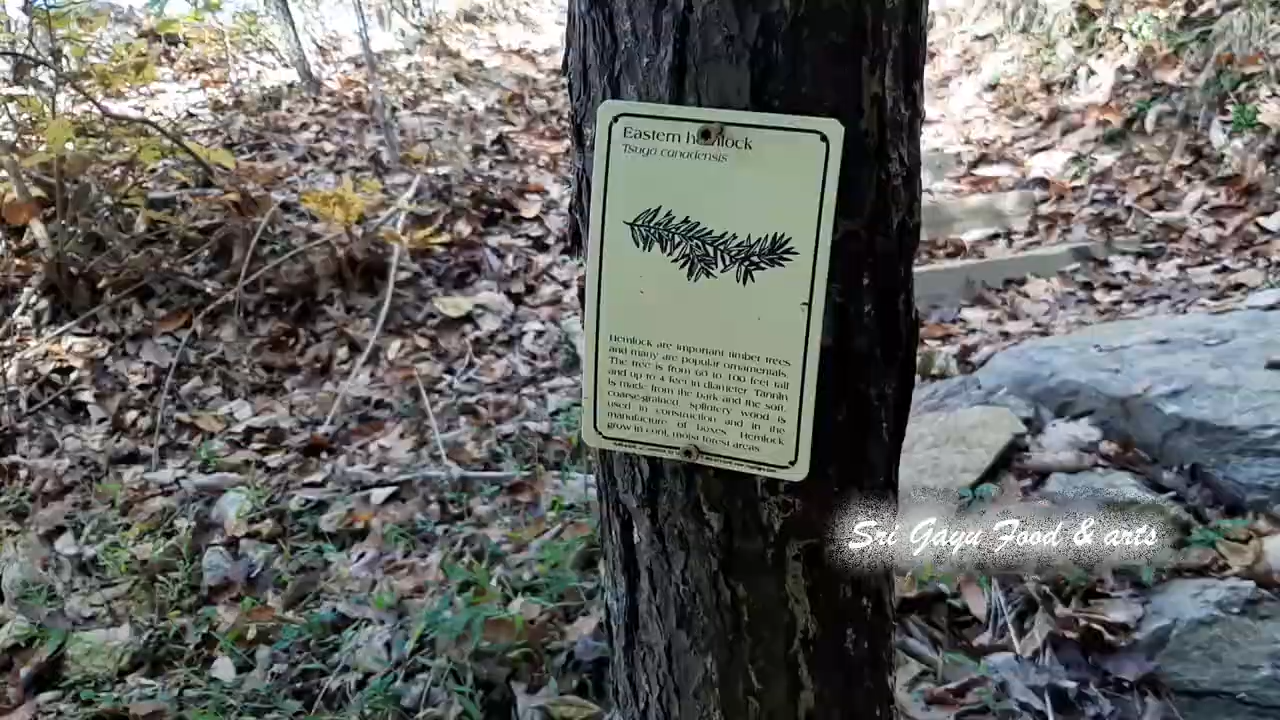 Eastern hemlock
Tsuga canadensis
Hemlock are important timber trees
and many are popular ornamentals.
The tree is from 60 to 100 feet tall
and up to 4 feet in diameter. Tannin
is made from the bark and the soft,
coarse-grained, splintery wood is
used in construction and in the
manufacture of boxes. Hemlock
grow in cool, moist forest areas.
Sri Gayu Food & arts